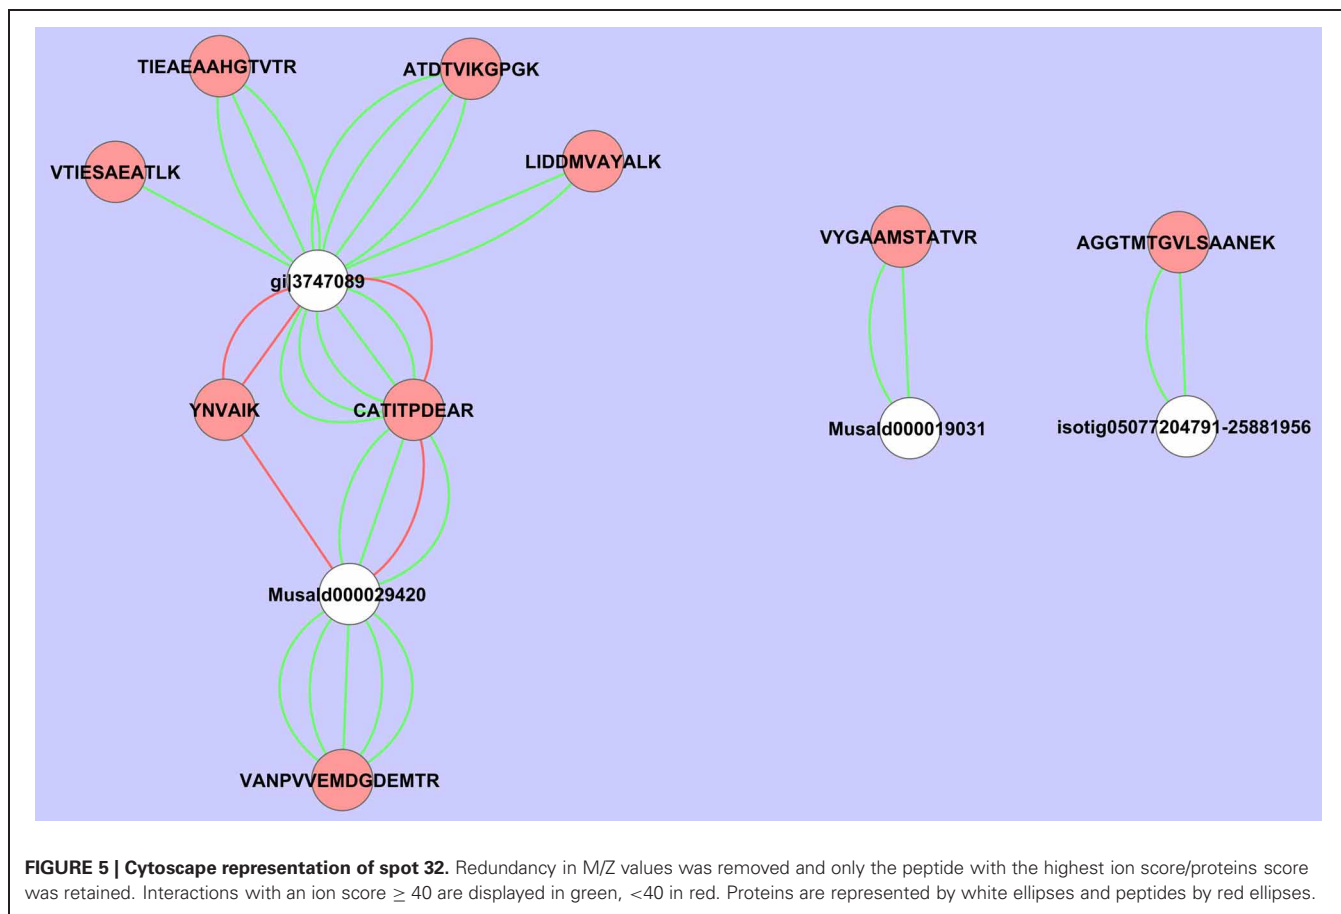 TIEAEAAHGTVTR
ATDTVIKGPGK
VTIESAEATLK
LIDDMVAYALK
VYGAAMSTATVR
AGGTMTGVLSAANEK
gi|3747089
YNVAIK
CATITPDEAR
MusaId000019031
isotig05077204791-25881956
MusaId000029420
VANPVVEMDGDEMTR
FIGURE 5 | Cytoscape representation of spot 32. Redundancy in M/Z values was removed and only the peptide with the highest ion score/proteins score
was retained. Interactions with an ion score ≥ 40 are displayed in green, <40 in red. Proteins are represented by white ellipses and peptides by red ellipses.